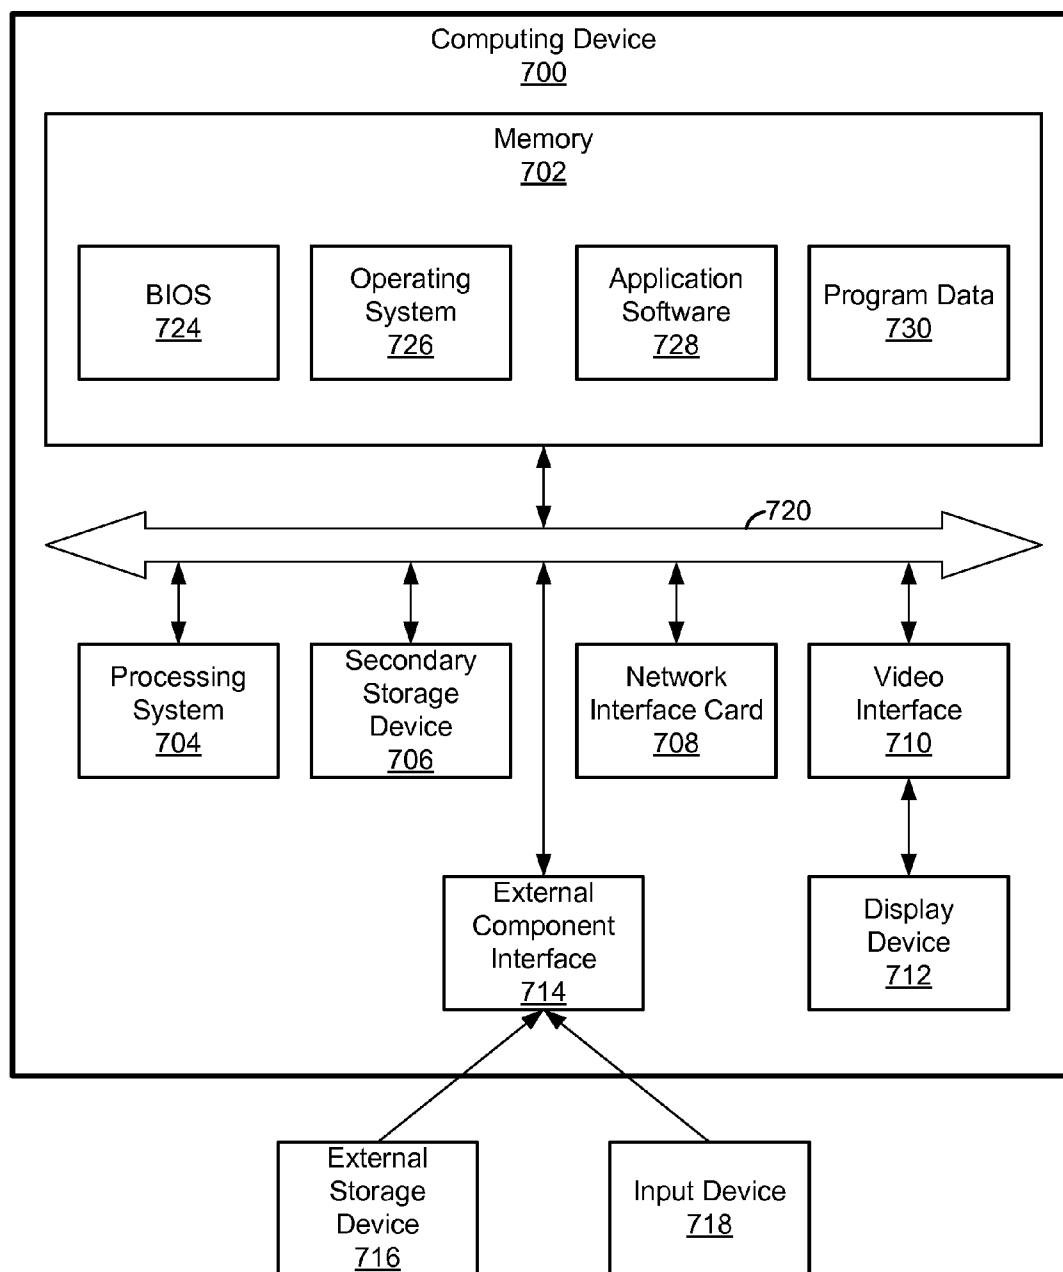 Computing Device
700
Memory
702
BIOS
724
Operating
System
726
Application
Software
728
Program Data
730
720
Processing
System
704
Secondary
Storage
Device
706
Network
Interface Card
708
Video
Interface
710
External
Component
Interface
714
Display
Device
712
External
Storage
Device
716
Input Device
718